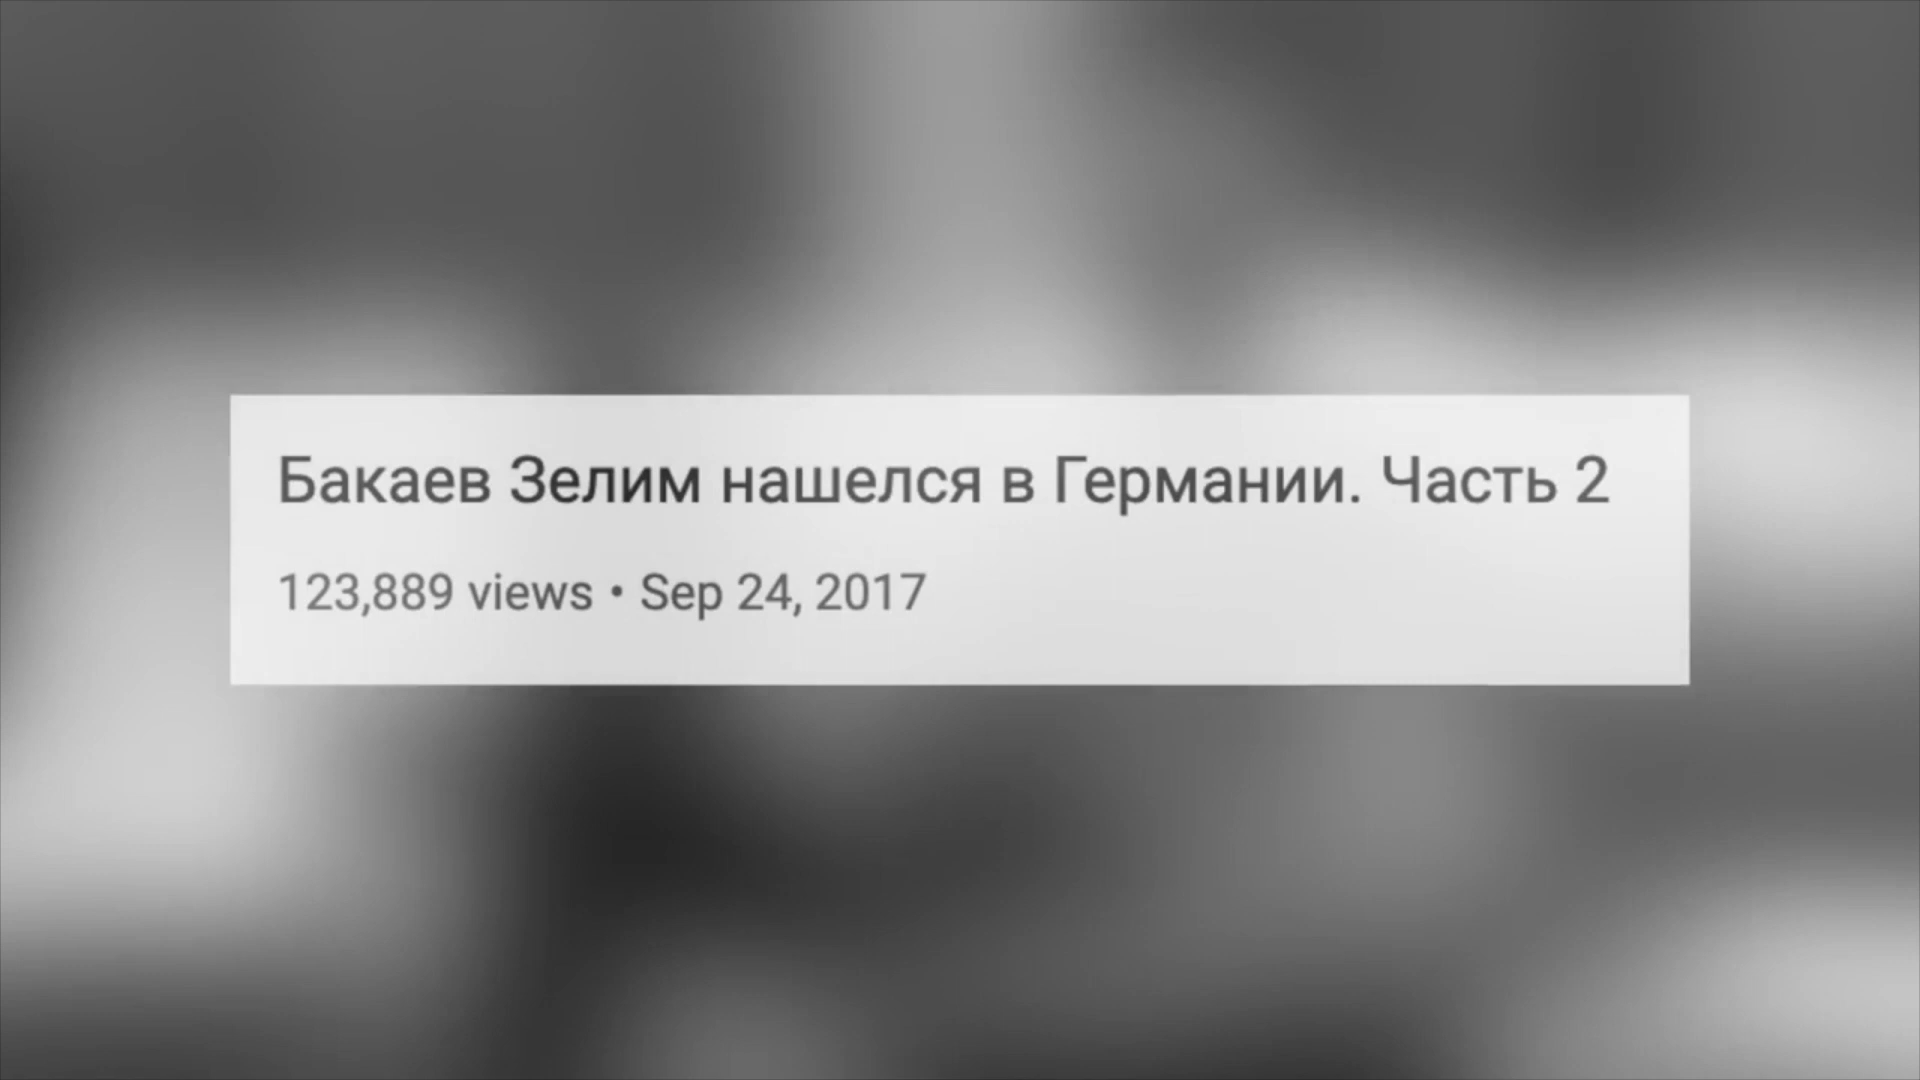 Бакаев Зелим нашелся в Германии. Часть 2
123,889 views • Sep 24, 2017